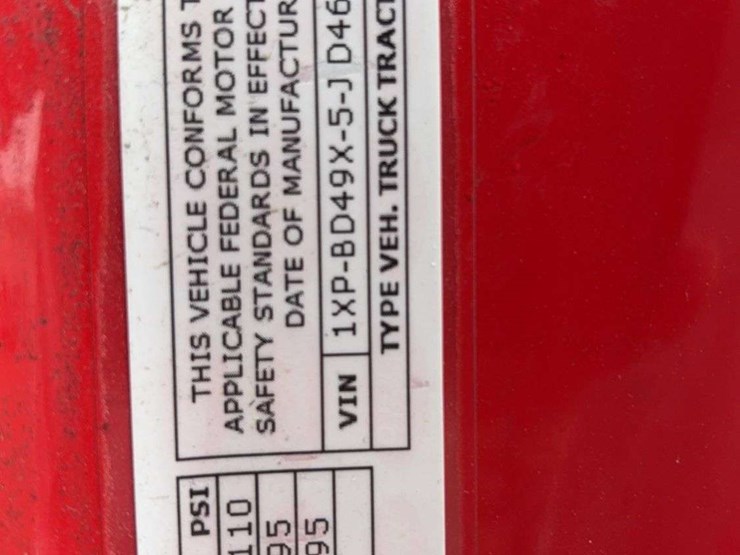 THIS VEHICLE CONFORMS T
APPLICABLE FEDERAL MOTOR
SAFETY STANDARDS IN EFFECT
DATE OF MANUFACTUR
VIN 1XP-BD49X-5-J D46
TYPE VEH. TRUCK TRACT
PSI
110
95
95